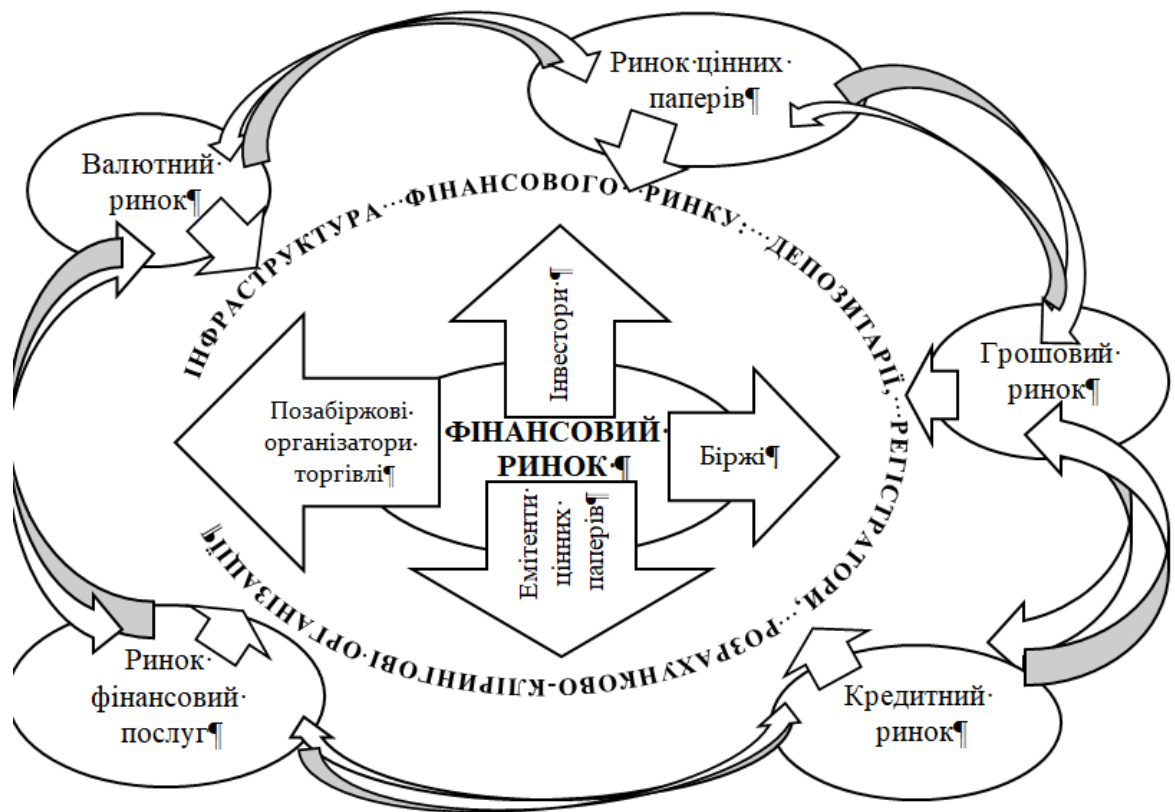 Ринок·цінних·
паперів¶
Валютний·
ринок¶
ІНФРАСТРУКТУРА···ФІНАНСОВОГО···РИНКУ:···ДЕПОЗИТАРІЇ,···РЕГІСТРАТОРИ,···РОЗРАХУНКОВО-КЛІРИНГОВІ·ОРГАНІЗАЦІЇ¶
Інвестори·¶
Грошовий·
ринок¶
Позабіржові·
організатори·
торгівлі¶
ФІНАНСОВИЙ·
РИНОК·¶
Біржі¶
Емітенти·
цінних·
паперів¶
Ринок·
фінансовий·
послуг¶
Кредитний·
ринок¶